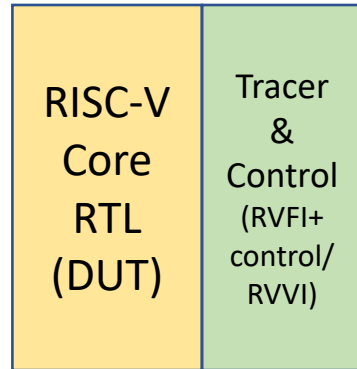 RISC-V
Core
RTL
(DUT)
Tracer
&
Control
(RVFI+
control/
RVVI)